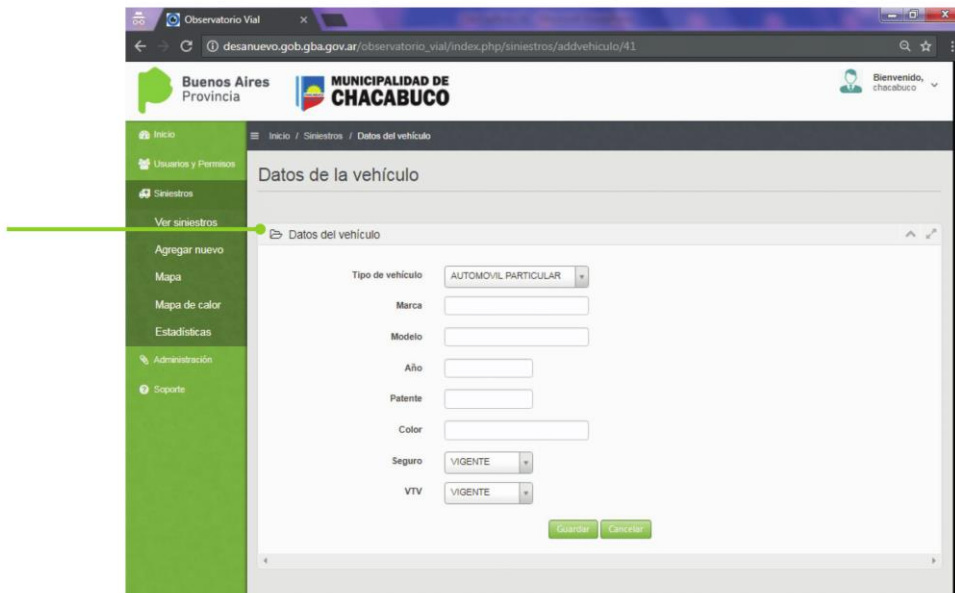 Observatorio Vial
desanuevo.gob.gba.gov.ar/observatorio_vial/index.php/siniestros/addvehiculo/41
Buenos Aires
Provincia
MUNICIPALIDAD DE
CHACABUCO
Bienvenido,
chacabuco
Inicio
Usuarios y Permisos
Siniestros
Ver siniestros
Agregar nuevo
Mapa
Mapa de calor
Estadísticas
Administración
Soporte
Inicio / Siniestros / Datos del vehículo
Datos de la vehículo
Datos del vehículo
Tipo de vehículo AUTOMOVIL PARTICULAR
Marca
Modelo
Año
Patente
Color
Seguro VIGENTE
VTV VIGENTE
Guardar Cancelar